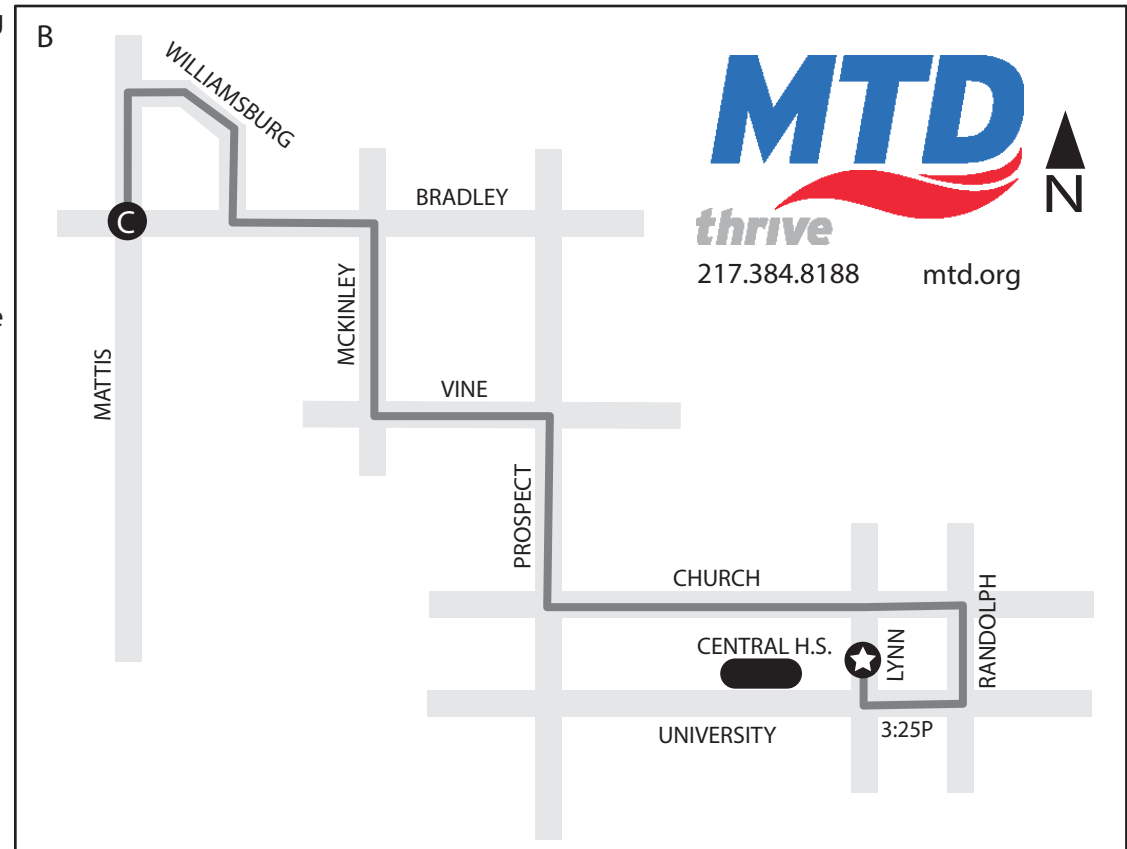 B
WILLIAMSBURG
MTD
N
thrive
217.384.8188 mtd.org
BRADLEY
C
MCKINLEY
MATTIS
VINE
PROSPECT
CHURCH
RANDOLPH
LYNN
CENTRAL H.S.
UNIVERSITY
3:25P